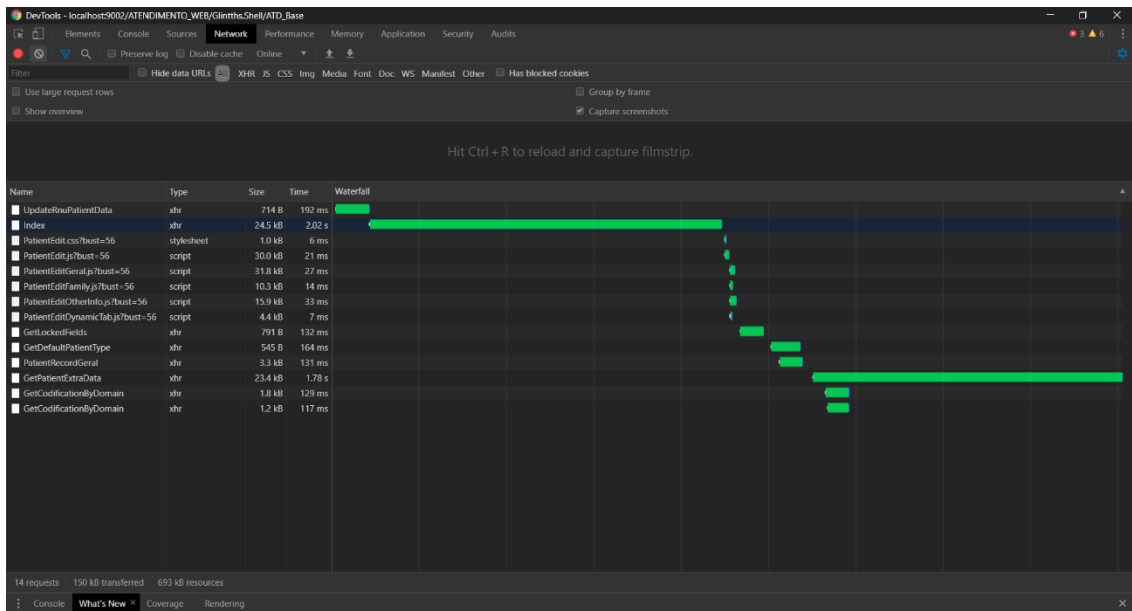 DevTools - localhost:9002/ATENDIMENTO_WEB/Glintths.Shell/ATD_Base
Elements Console Sources Network Performance Memory Application Security Audits 3 6
Preserve log Disable cache Online
Filter Hide data URLs All XHR JS CSS Img Media Font Doc WS Manifest Other Has blocked cookies
Use large request rows Group by frame
Show overview Capture screenshots
Hit Ctrl + R to reload and capture filmstrip.
Name Type Size Time Waterfall
UpdateRnuPatientData xhr 714 B 192 ms
Index xhr 24.5 kB 2.02 s
PatientEdit.css?bust=56 stylesheet 1.0 kB 6 ms
PatientEdit.js?bust=56 script 30.0 kB 21 ms
PatientEditGeral.js?bust=56 script 31.8 kB 27 ms
PatientEditFamily.js?bust=56 script 10.3 kB 14 ms
PatientEditOtherInfo.js?bust=56 script 15.9 kB 33 ms
PatientEditDynamicTab.js?bust=56 script 4.4 kB 7 ms
GetLockedFields xhr 791 B 132 ms
GetDefaultPatientType xhr 545 B 164 ms
PatientRecordGeral xhr 3.3 kB 131 ms
GetPatientExtraData xhr 23.4 kB 1.78 s
GetCodificationByDomain xhr 1.8 kB 129 ms
GetCodificationByDomain xhr 1.2 kB 117 ms
14 requests 150 kB transferred 693 kB resources
Console What's New Coverage Rendering